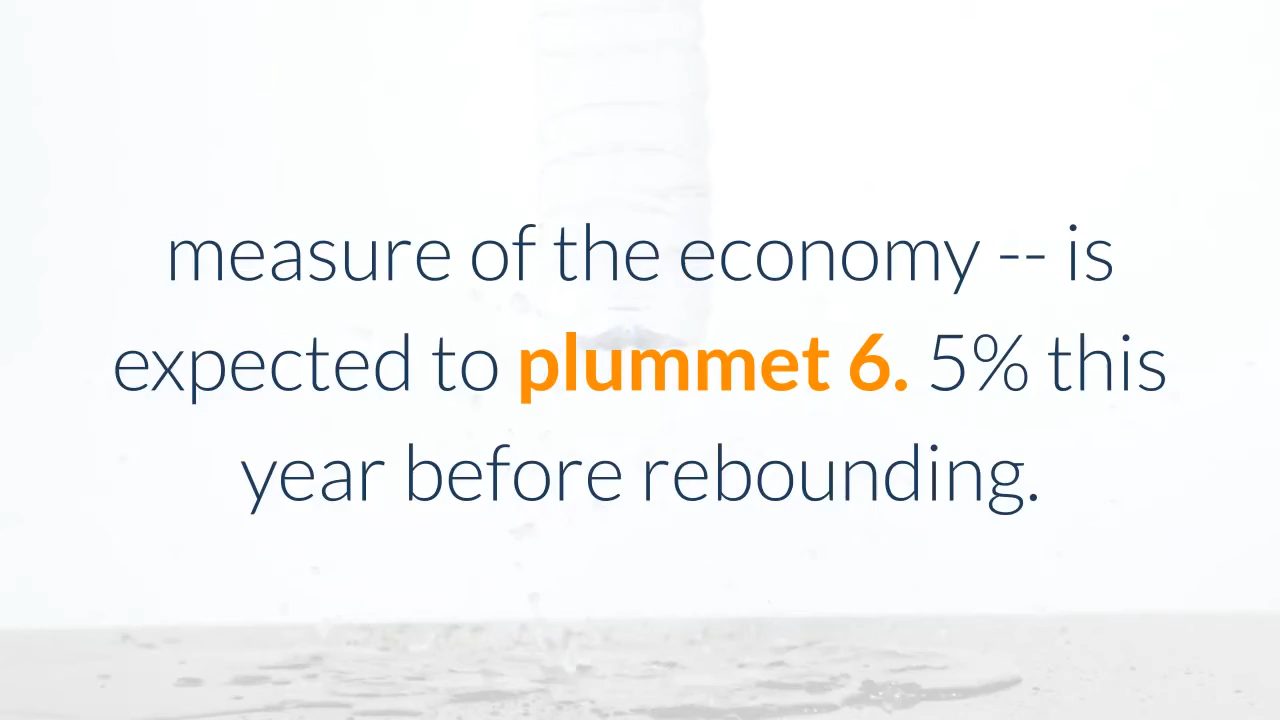 measure of the economy -- is
expected to plummet 6. 5% this
year before rebounding.